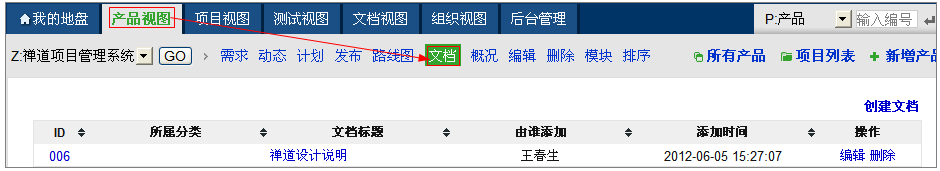 我的地盘 产品视图 项目视图 测试视图 文档视图 组织视图 后台管理 P:产品 输入编号
Z:禅道项目管理系统 GO › 需求 动态 计划 发布 路线图 文档 概况 编辑 删除 模块 排序 所有产品 项目列表 新增产品
创建文档
ID 所属分类 文档标题 由谁添加 添加时间 操作
006 禅道设计说明 王春生 2012-06-05 15:27:07 编辑 删除